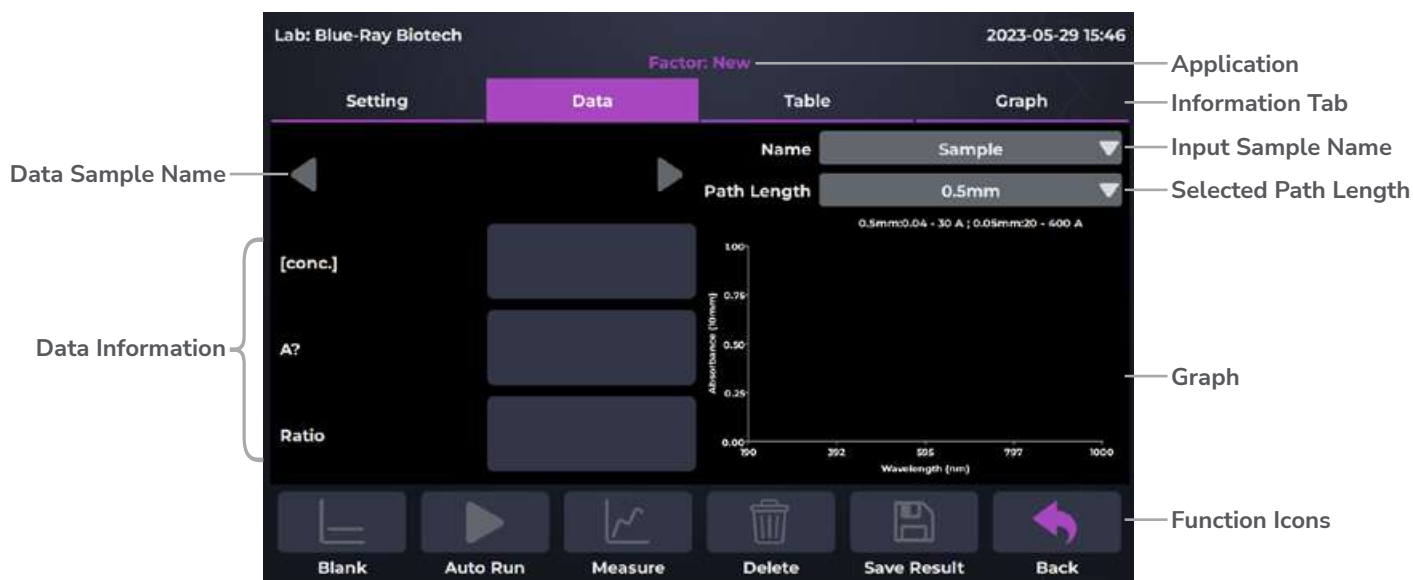 Lab: Blue-Ray Biotech
2023-05-29 15:46
Factor: New
Application
Setting
Data
Table
Graph
Information Tab
Name
Sample
Input Sample Name
Data Sample Name
Path Length
0.5mm
Selected Path Length
0.5mm:0.04 - 30 A ; 0.05mm:20 - 400 A
Data Information
[conc.]
A?
Ratio
1.00
0.75
0.50
0.25
0.00
Absorbance (10mm)
190
392
595
797
1000
Wavelength (nm)
Graph
Blank
Auto Run
Measure
Delete
Save Result
Back
Function Icons